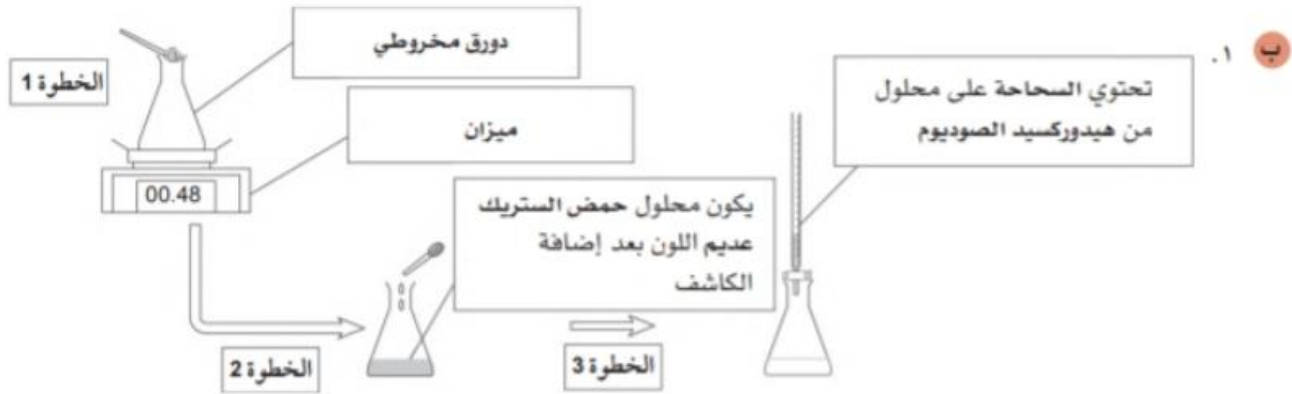 ب
١.
دورق مخروطي
الخطوة 1
ميزان
00.48
تحتوي السحاحة على محلول
من هيدوركسيد الصوديوم
يكون محلول حمض الستريك
عديم اللون بعد إضافة
الكاشف
الخطوة 2
الخطوة 3